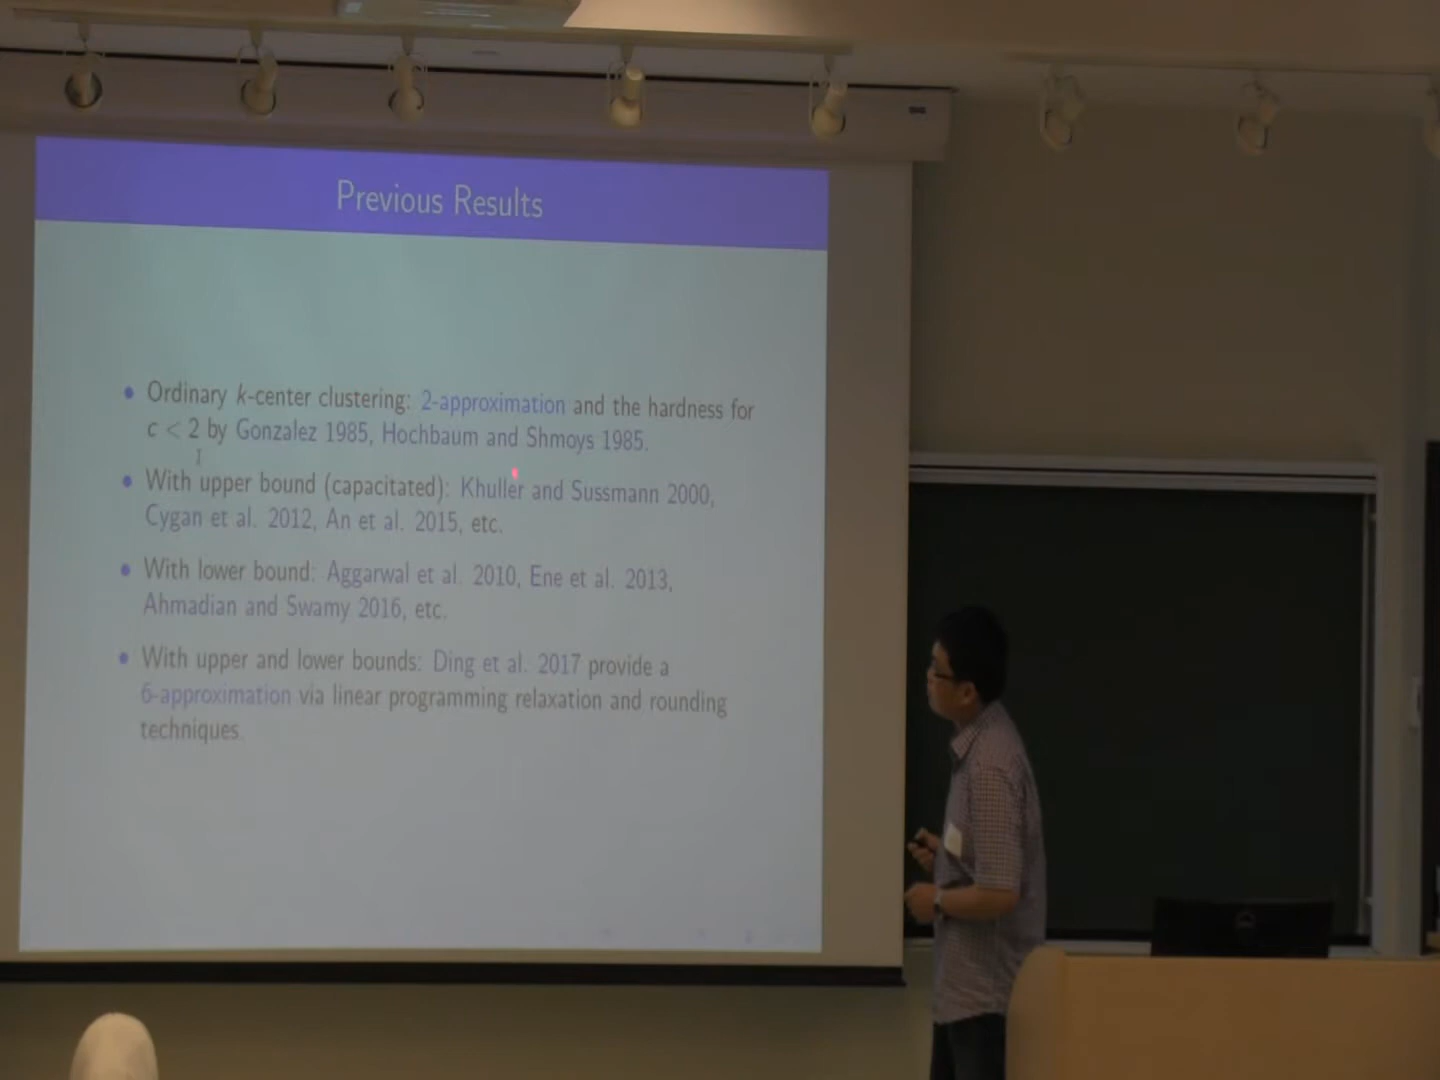 Previous Results
• Ordinary k-center clustering: 2-approximation and the hardness for
c < 2 by Gonzalez 1985, Hochbaum and Shmoys 1985.
• With upper bound (capacitated): Khuller and Sussmann 2000,
Cygan et al. 2012, An et al. 2015, etc.
• With lower bound: Aggarwal et al. 2010, Ene et al. 2013,
Ahmadian and Swamy 2016, etc.
• With upper and lower bounds: Ding et al. 2017 provide a
6-approximation via linear programming relaxation and rounding
techniques.